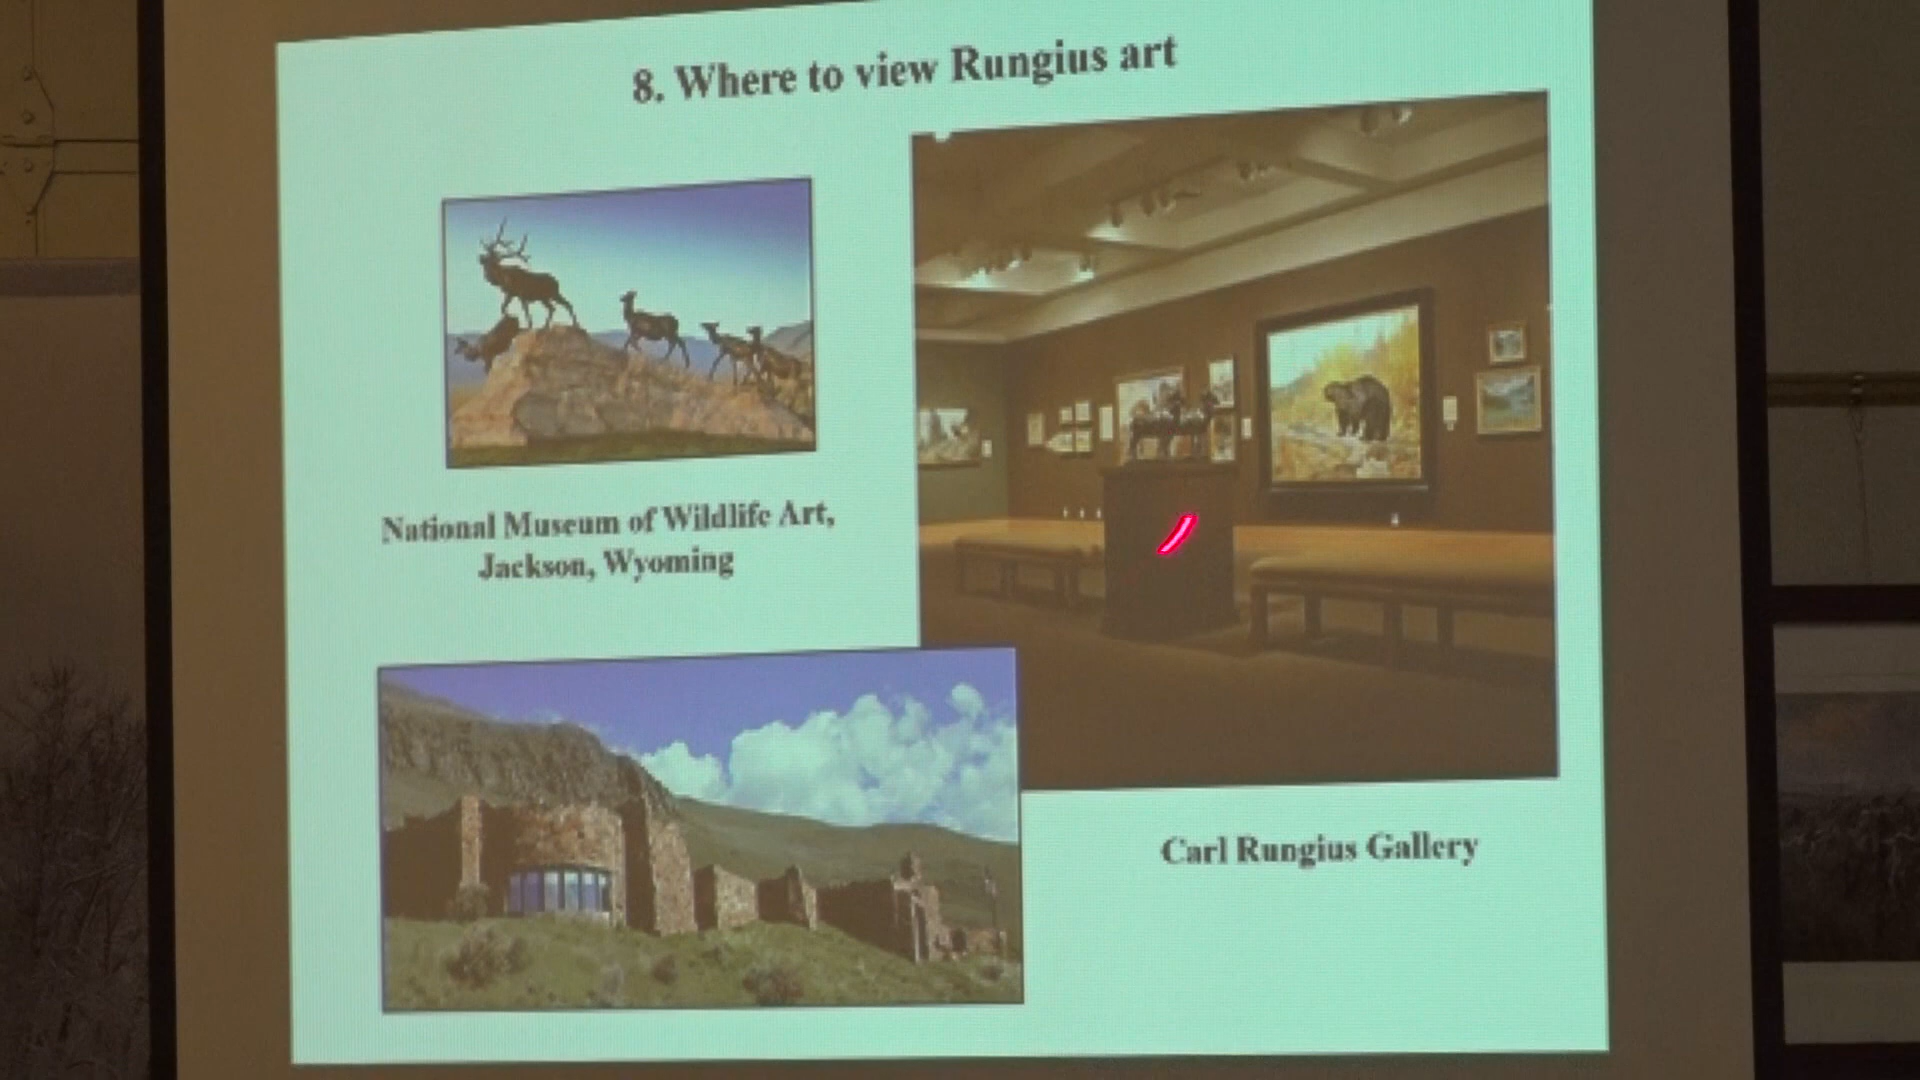 8. Where to view Rungius art
National Museum of Wildlife Art,
Jackson, Wyoming
Carl Rungius Gallery